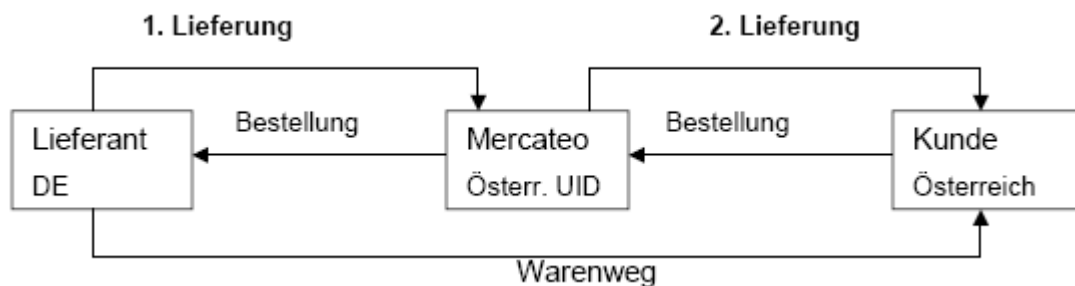 1. Lieferung
2. Lieferung
Lieferant
DE
Bestellung
Mercateo
Österr. UID
Bestellung
Kunde
Österreich
Warenweg